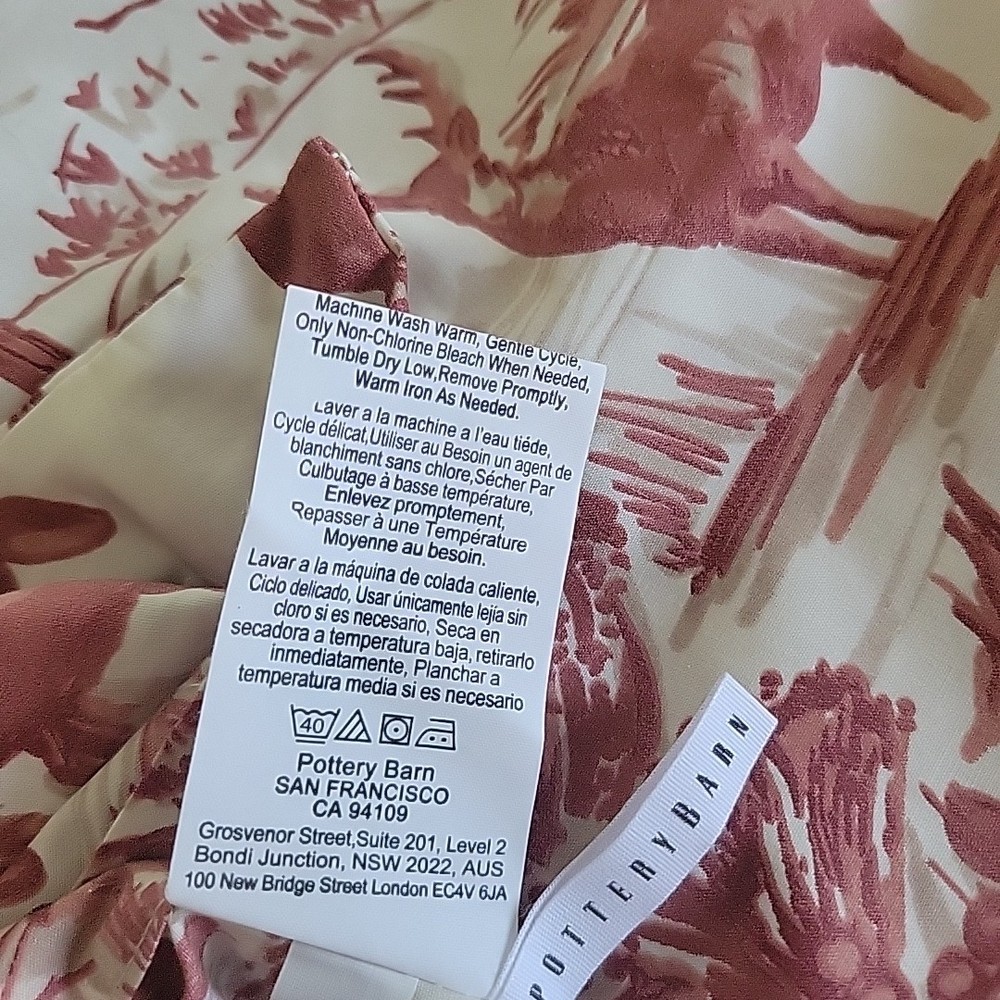 Machine Wash Warm, Gentle Cycle,
Only Non-Chlorine Bleach When Needed,
Tumble Dry Low,Remove Promptly,
Warm Iron As Needed.
Laver a la machine a l'eau tiéde,
Cycle délicat,Utiliser au Besoin un agent de
blanchiment sans chlore,Sécher Par
Culbutage à basse température,
Enlevez promptement,
Repasser à une Température
Moyenne au besoin.
Lavar a la máquina de colada caliente,
Ciclo delicado, Usar únicamente lejia sin
cloro si es necesario, Seca en
secadora a temperatura baja, retirarlo
inmediatamente, Planchar a
temperatura media si es necesario
40
Pottery Barn
SAN FRANCISCO
CA 94109
Grosvenor Street,Suite 201, Level 2
Bondi Junction, NSW 2022, AUS
100 New Bridge Street London EC4V 6JA
POTTERY BARN